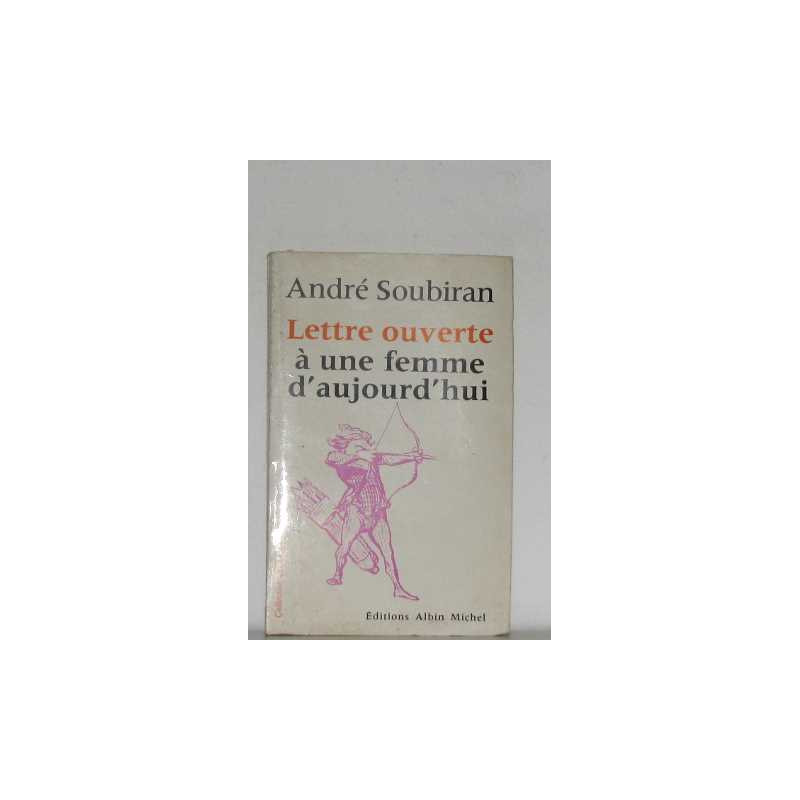 André Soubiran
Lettre ouverte
à une femme
d'aujourd'hui
Éditions Albin Michel